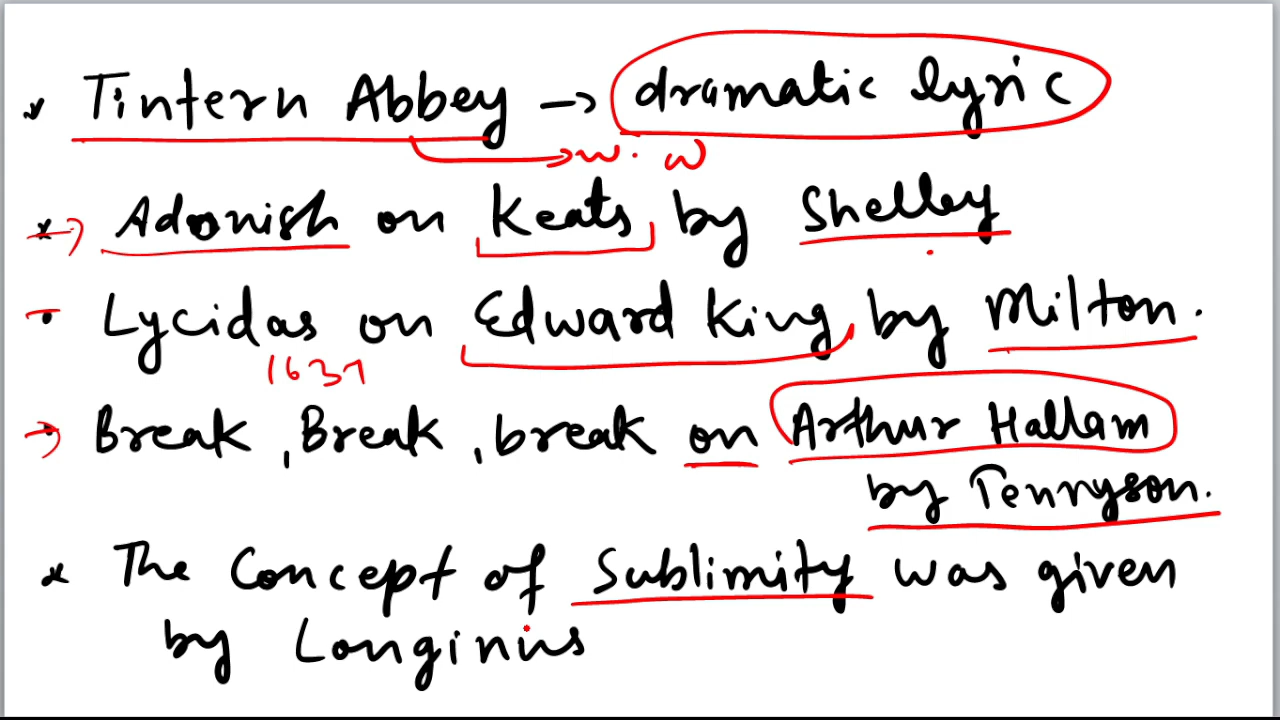 * Tintern Abbey → dramatic lyric
→ W. W
* Adonish on Keats by Shelley
• Lycidas on Edward King by Milton.
1637
→ Break, Break, break on Arthur Hallam
by Tennyson.
* The Concept of Sublimity was given
by Longinus